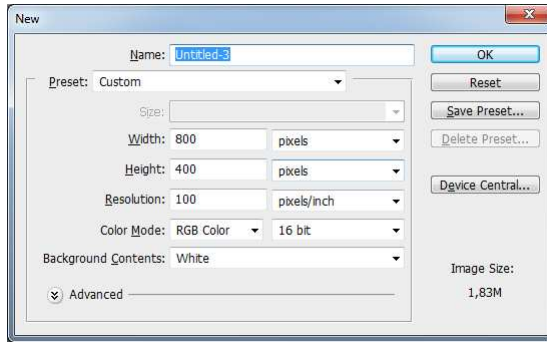 New
Name: Untitled-3
OK
Preset: Custom
Reset
Size:
Save Preset...
Width: 800 pixels
Delete Preset...
Height: 400 pixels
Resolution: 100 pixels/inch
Device Central...
Color Mode: RGB Color 16 bit
Background Contents: White
Image Size:
Advanced
1,83M